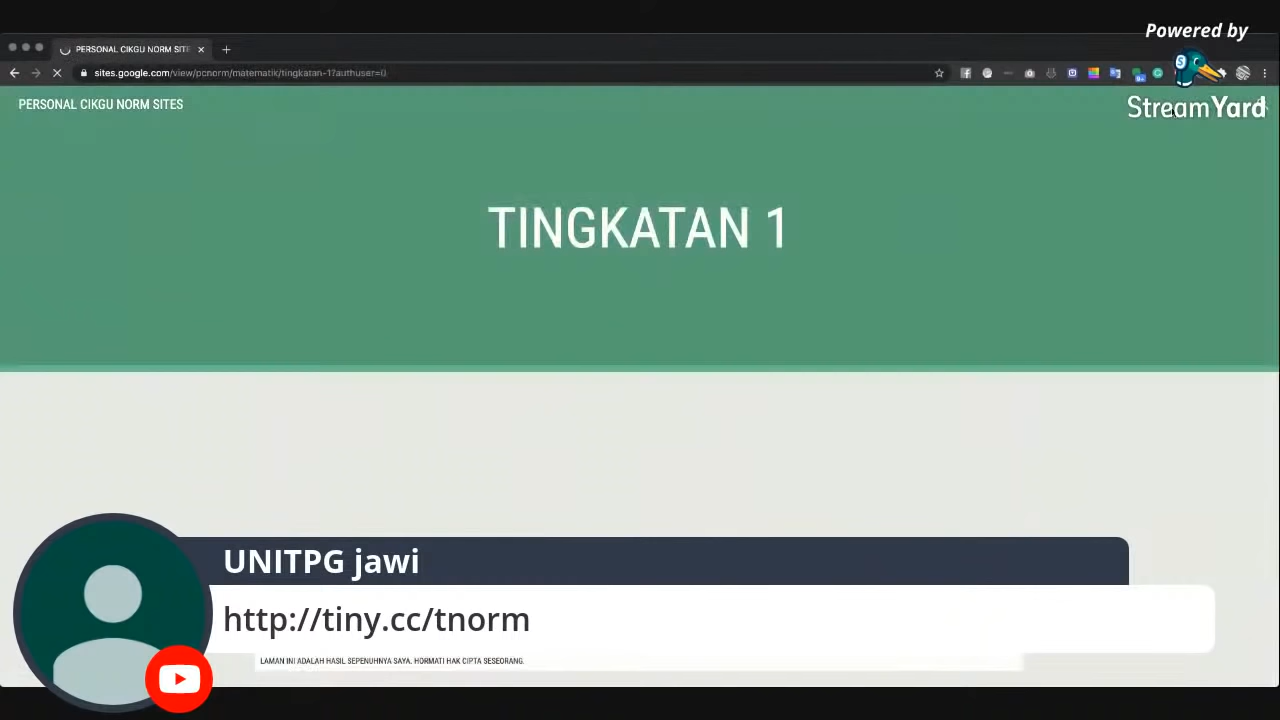 Powered by
StreamYard
PERSONAL CIKGU NORM SITE
sites.google.com/view/pcnorm/matematik/tingkatan-1?authuser=0
PERSONAL CIKGU NORM SITES
TINGKATAN 1
UNITPG jawi
http://tiny.cc/tnorm
LAMAN INI ADALAH HASIL SEPENUHNYA SAYA. HORMATI HAK CIPTA SESEORANG.